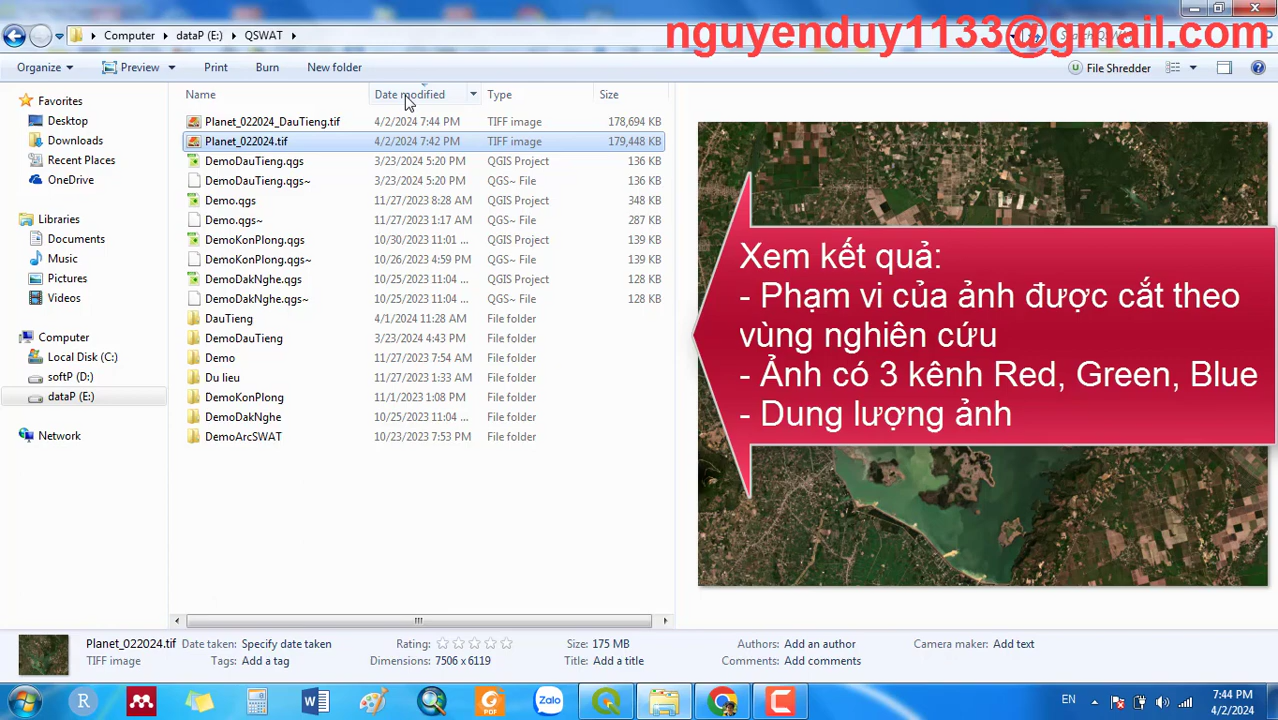 nguyenduy1133@gmail.com
Computer dataP (E:) QSWAT
Organize Preview Print Burn New folder File Shredder
Name Date modified Type Size
Favorites
Desktop
Downloads
Recent Places
OneDrive
Libraries
Documents
Music
Pictures
Videos
Computer
Local Disk (C:)
softP (D:)
dataP (E:)
Network
Planet_022024_DauTieng.tif 4/2/2024 7:44 PM TIFF image 178,694 KB
Planet_022024.tif 4/2/2024 7:42 PM TIFF image 179,448 KB
DemoDauTieng.qgs 3/23/2024 5:20 PM QGIS Project 136 KB
DemoDauTieng.qgs~ 3/23/2024 5:20 PM QGS~ File 136 KB
Demo.qgs 11/27/2023 8:28 AM QGIS Project 348 KB
Demo.qgs~ 11/27/2023 1:17 AM QGS~ File 287 KB
DemoKonPlong.qgs 10/30/2023 11:01 ... QGIS Project 139 KB
DemoKonPlong.qgs~ 10/26/2023 4:59 PM QGS~ File 139 KB
DemoDakNghe.qgs 10/25/2023 11:04 ... QGIS Project 128 KB
DemoDakNghe.qgs~ 10/25/2023 11:04 ... QGS~ File 128 KB
DauTieng 4/1/2024 11:28 AM File folder
DemoDauTieng 3/23/2024 4:43 PM File folder
Demo 11/27/2023 7:54 AM File folder
Du lieu 11/27/2023 1:33 AM File folder
DemoKonPlong 11/1/2023 1:08 PM File folder
DemoDakNghe 10/25/2023 11:04 ... File folder
DemoArcSWAT 10/23/2023 7:53 PM File folder
Xem kết quả:
- Phạm vi của ảnh được cắt theo
vùng nghiên cứu
- Ảnh có 3 kênh Red, Green, Blue
- Dung lượng ảnh
Planet_022024.tif Date taken: Specify date taken Rating: Size: 175 MB Authors: Add an author Camera maker: Add text
TIFF image Tags: Add a tag Dimensions: 7506 x 6119 Title: Add a title Comments: Add comments
R PDF Zalo EN 7:44 PM
4/2/2024